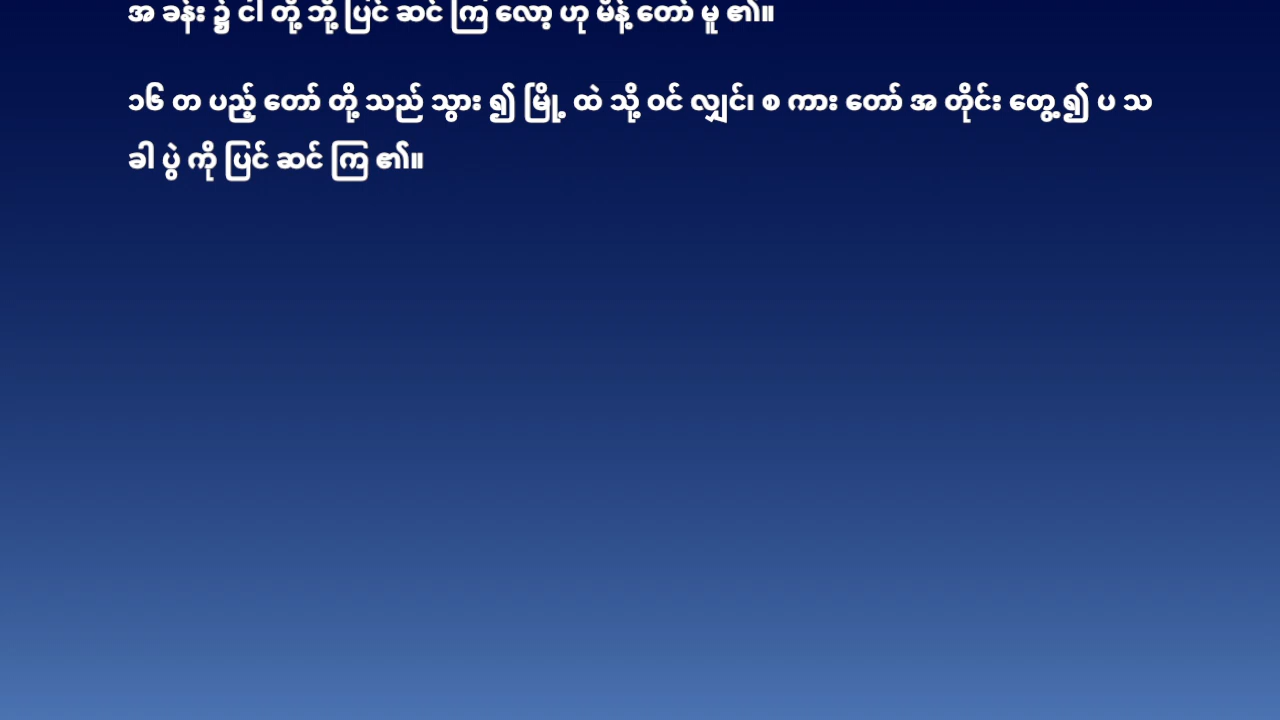 အ ခန်း ၌ ငါ တို့ ဘို့ ပြင် ဆင် ကြ လော့ ဟု မိန့် တော် မူ ၏။
၁၆ တ ပည့် တော် တို့ သည် သွား ၍ မြို့ ထဲ သို့ ဝင် လျှင်၊ စ ကား တော် အ တိုင်း တွေ့ ၍ ပ သ
ခါ ပွဲ ကို ပြင် ဆင် ကြ ၏။